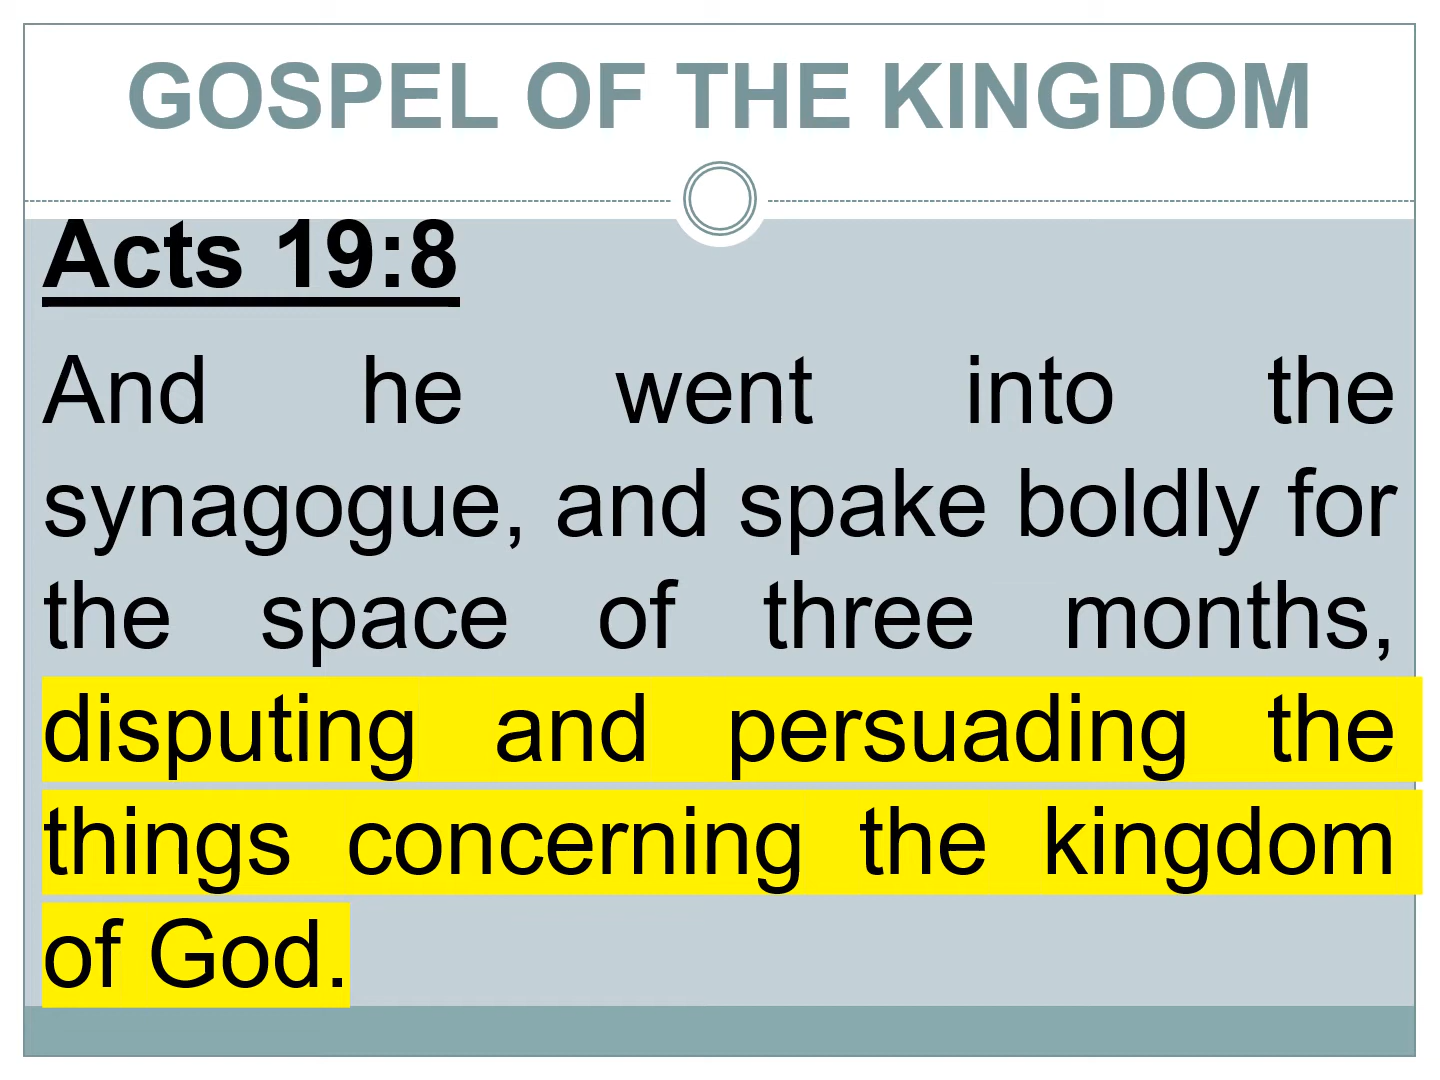 GOSPEL OF THE KINGDOM
Acts 19:8
And he went into the
synagogue, and spake boldly for
the space of three months,
disputing and persuading the
things concerning the kingdom
of God.